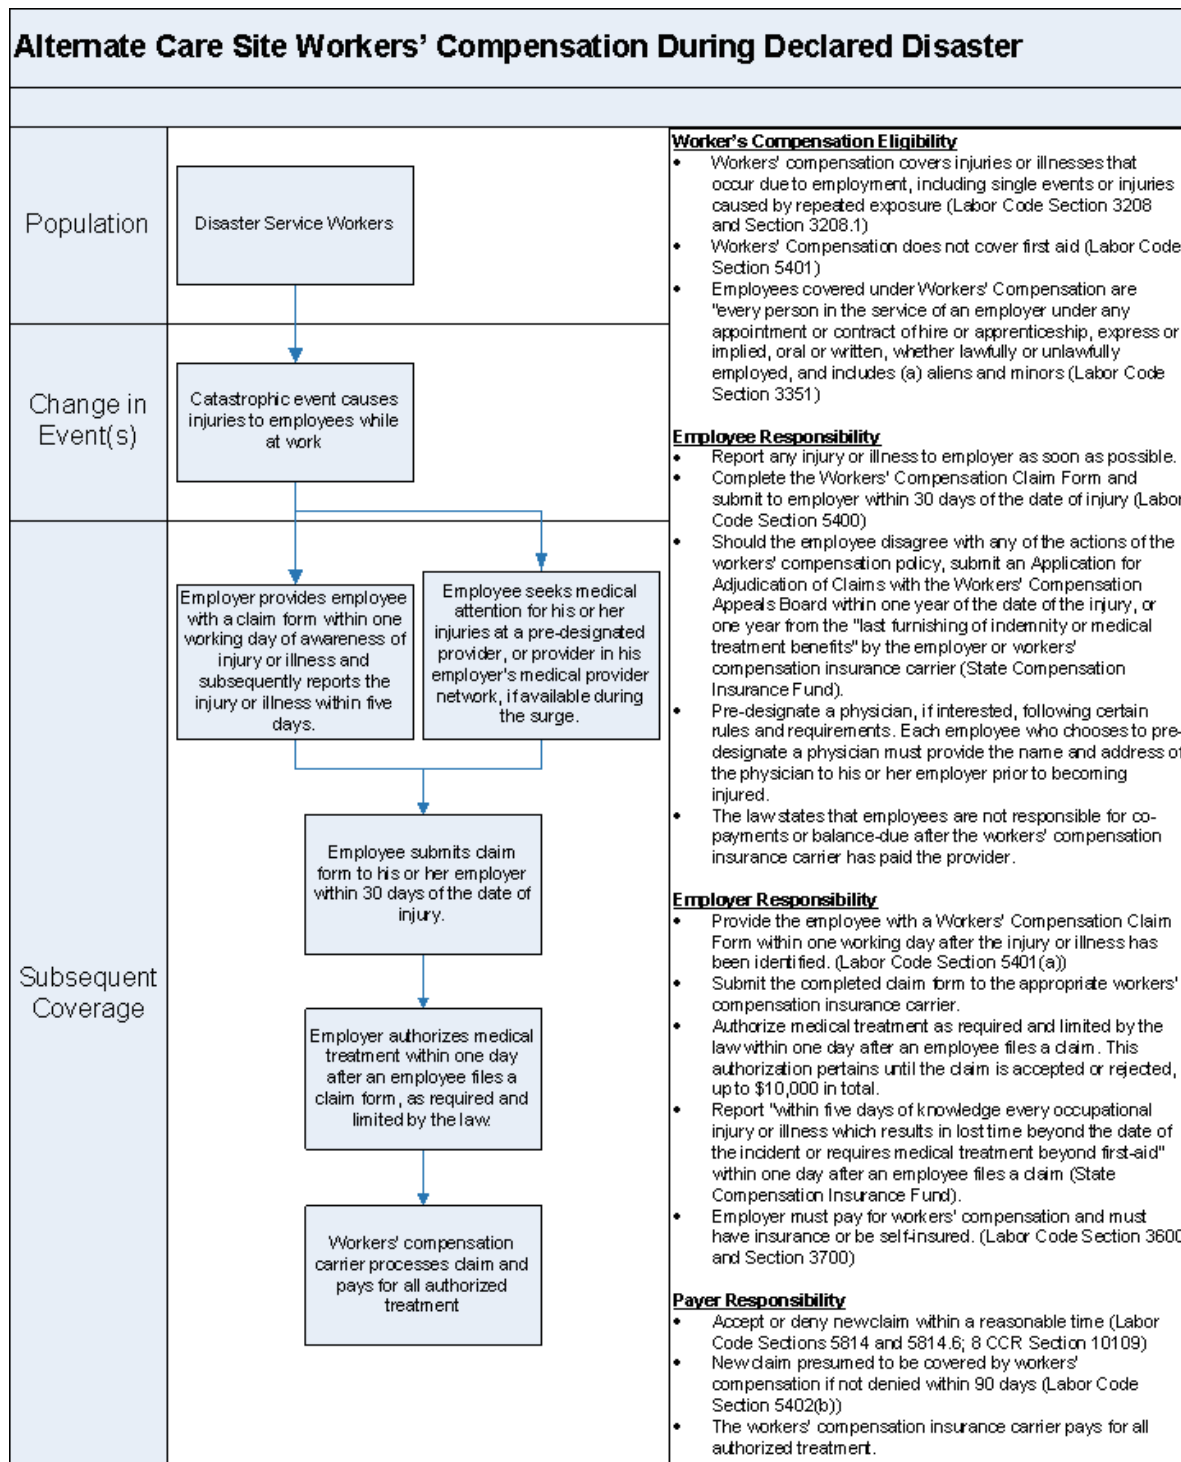 Alternate Care Site Workers' Compensation During Declared Disaster
Population
Disaster Service Workers
Change in
Event(s)
Catastrophic event causes
injuries to employees while
at work
Subsequent
Coverage
Employer provides employee
with a claim form within one
working day of awareness of
injury or illness and
subsequently reports the
injury or illness within five
days.
Employee seeks medical
attention for his or her
injuries at a pre-designated
provider, or provider in his
employer's medical provider
network, if available during
the surge.
Employee submits claim
form to his or her employer
within 30 days of the date of
injury.
Employer authorizes medical
treatment within one day
after an employee files a
claim form, as required and
limited by the law.
Workers' compensation
carrier processes claim and
pays for all authorized
treatment
Worker's Compensation Eligibility
• Workers' compensation covers injuries or illnesses that
occur due to employment, including single events or injuries
caused by repeated exposure (Labor Code Section 3208
and Section 3208.1)
• Workers' Compensation does not cover first aid (Labor Code
Section 5401)
• Employees covered under Workers' Compensation are
"every person in the service of an employer under any
appointment or contract of hire or apprenticeship, express or
implied, oral or written, whether lawfully or unlawfully
employed, and includes (a) aliens and minors (Labor Code
Section 3351)
Employee Responsibility
• Report any injury or illness to employer as soon as possible.
• Complete the Workers' Compensation Claim Form and
submit to employer within 30 days of the date of injury (Labor
Code Section 5400)
• Should the employee disagree with any of the actions of the
workers' compensation policy, submit an Application for
Adjudication of Claims with the Workers' Compensation
Appeals Board within one year of the date of the injury, or
one year from the "last furnishing of indemnity or medical
treatment benefits" by the employer or workers'
compensation insurance carrier (State Compensation
Insurance Fund).
• Pre-designate a physician, if interested, following certain
rules and requirements. Each employee who chooses to pre-
designate a physician must provide the name and address of
the physician to his or her employer prior to becoming
injured.
• The law states that employees are not responsible for co-
payments or balance-due after the workers' compensation
insurance carrier has paid the provider.
Employer Responsibility
• Provide the employee with a Workers' Compensation Claim
Form within one working day after the injury or illness has
been identified. (Labor Code Section 5401(a))
• Submit the completed claim form to the appropriate workers'
compensation insurance carrier.
• Authorize medical treatment as required and limited by the
law within one day after an employee files a claim. This
authorization pertains until the claim is accepted or rejected,
up to $10,000 in total.
• Report "within five days of knowledge every occupational
injury or illness which results in lost time beyond the date of
the incident or requires medical treatment beyond first-aid"
within one day after an employee files a claim (State
Compensation Insurance Fund).
• Employer must pay for workers' compensation and must
have insurance or be self-insured. (Labor Code Section 3600
and Section 3700)
Payer Responsibility
• Accept or deny new claim within a reasonable time (Labor
Code Sections 5814 and 5814.6; 8 CCR Section 10109)
• New claim presumed to be covered by workers'
compensation if not denied within 90 days (Labor Code
Section 5402(b))
• The workers' compensation insurance carrier pays for all
authorized treatment.